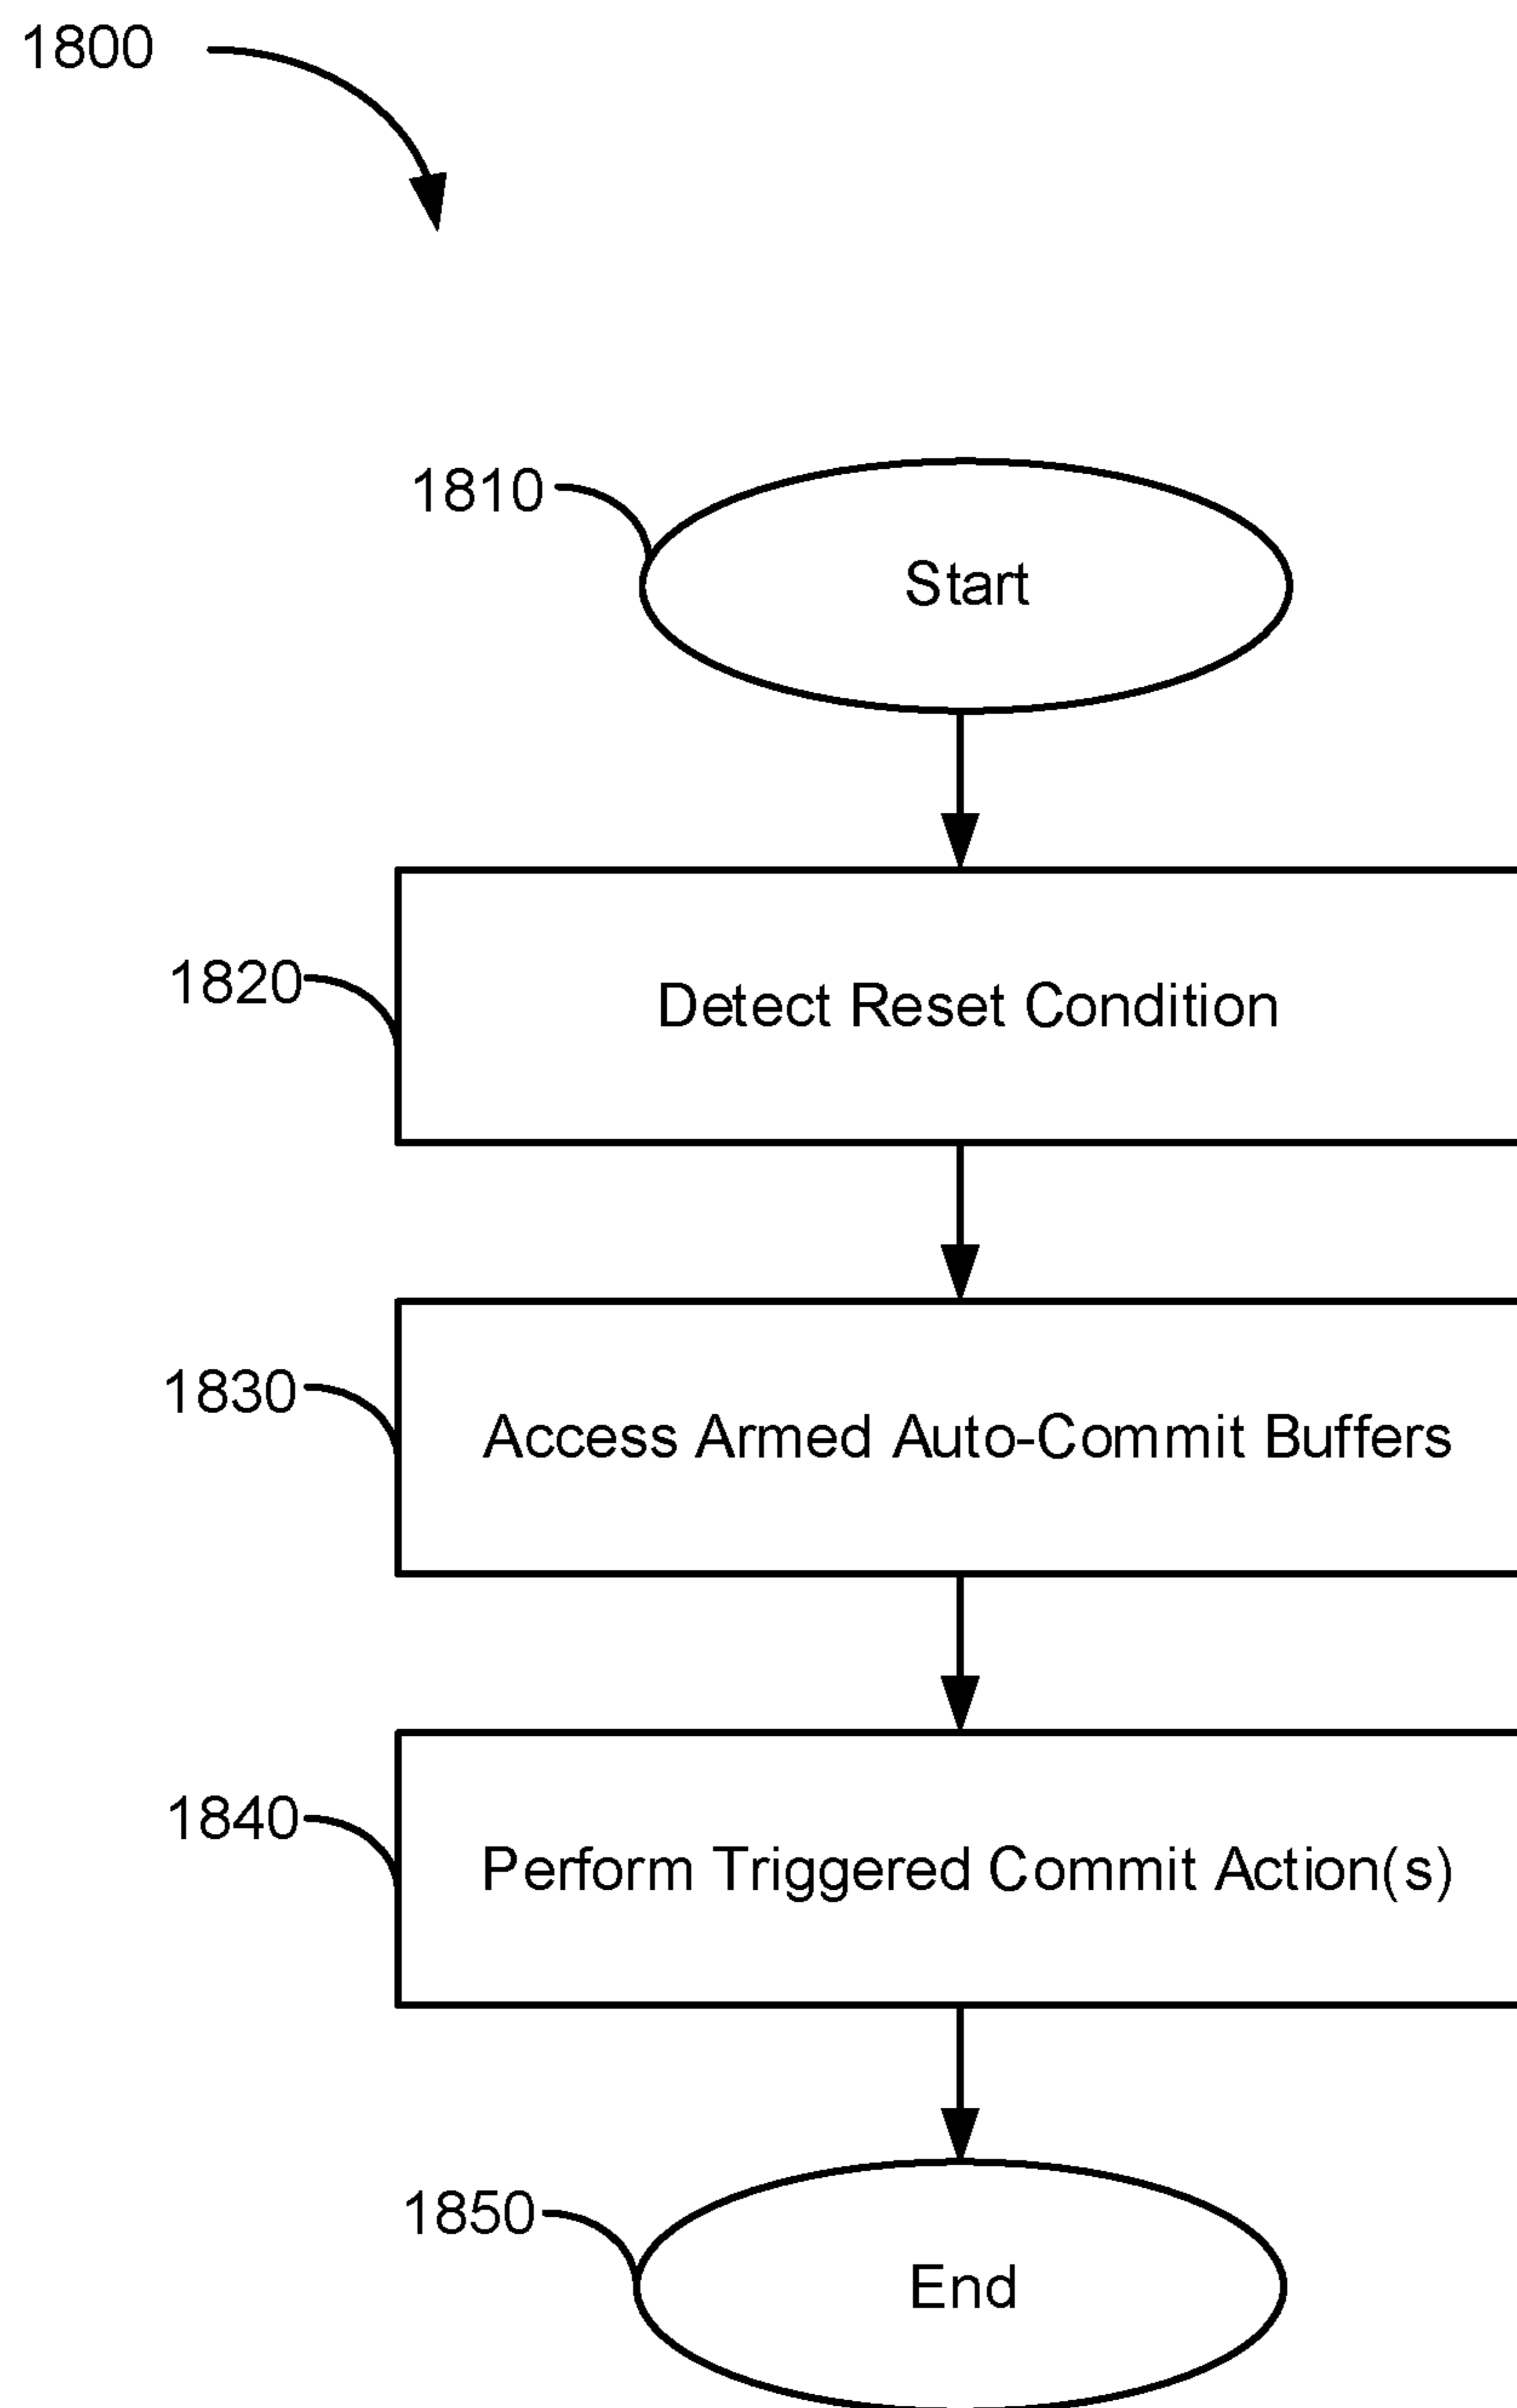 1800
1810
Start
1820
Detect Reset Condition
1830
Access Armed Auto-Commit Buffers
1840
Perform Triggered Commit Action(s)
1850
End